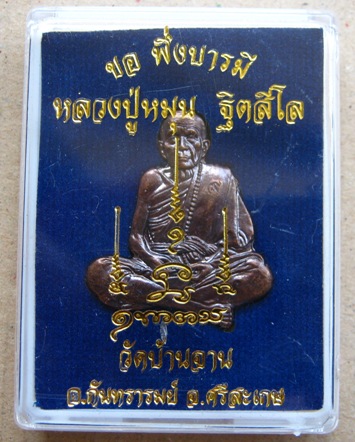 ขอ พึ่งบารมี
หลวงปู่หมุน ฐิตสีโล
วัดบ้านจาน
อ.กันทรารมย์ จ.ศรีสะเกษ